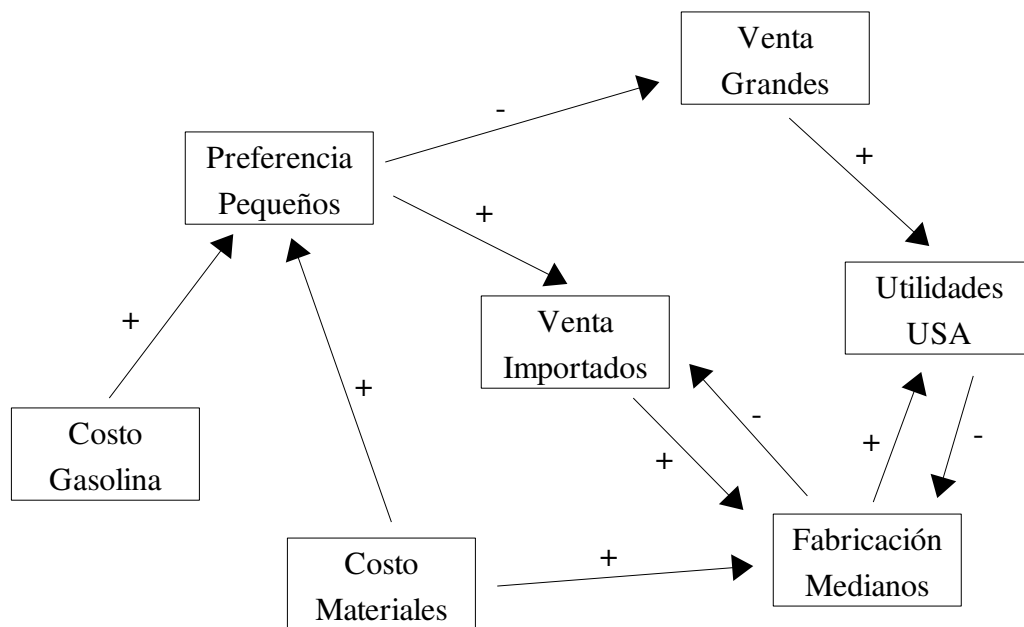 Venta
Grandes
-
Preferencia
Pequeños
+
+
Utilidades
USA
Venta
Importados
+
+
-
+
+
-
Costo
Gasolina
Fabricación
Medianos
+
Costo
Materiales